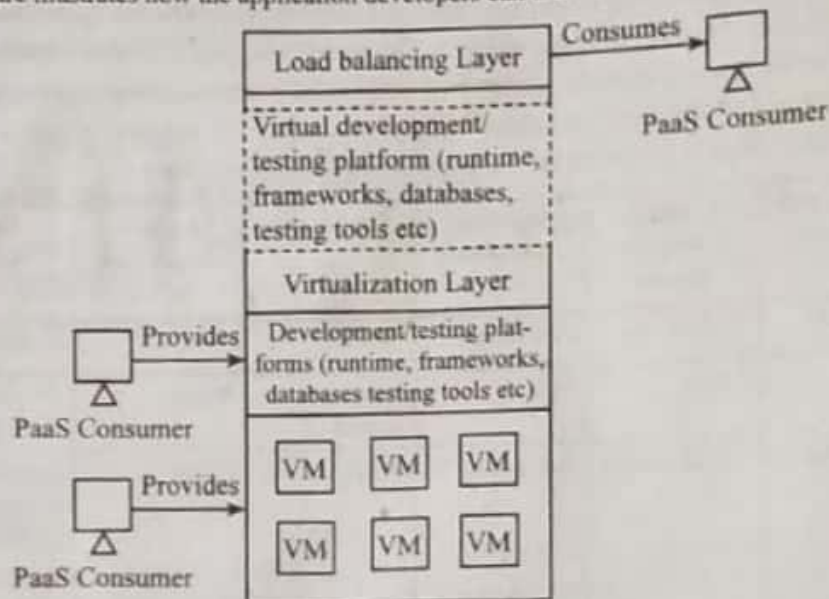 Load balancing Layer
Consumes
PaaS Consumer
Virtual development/
testing platform (runtime,
frameworks, databases,
testing tools etc)
Virtualization Layer
Provides
PaaS Consumer
Development/testing plat-
forms (runtime, frameworks,
databases testing tools etc)
Provides
PaaS Consumer
VM VM VM
VM VM VM